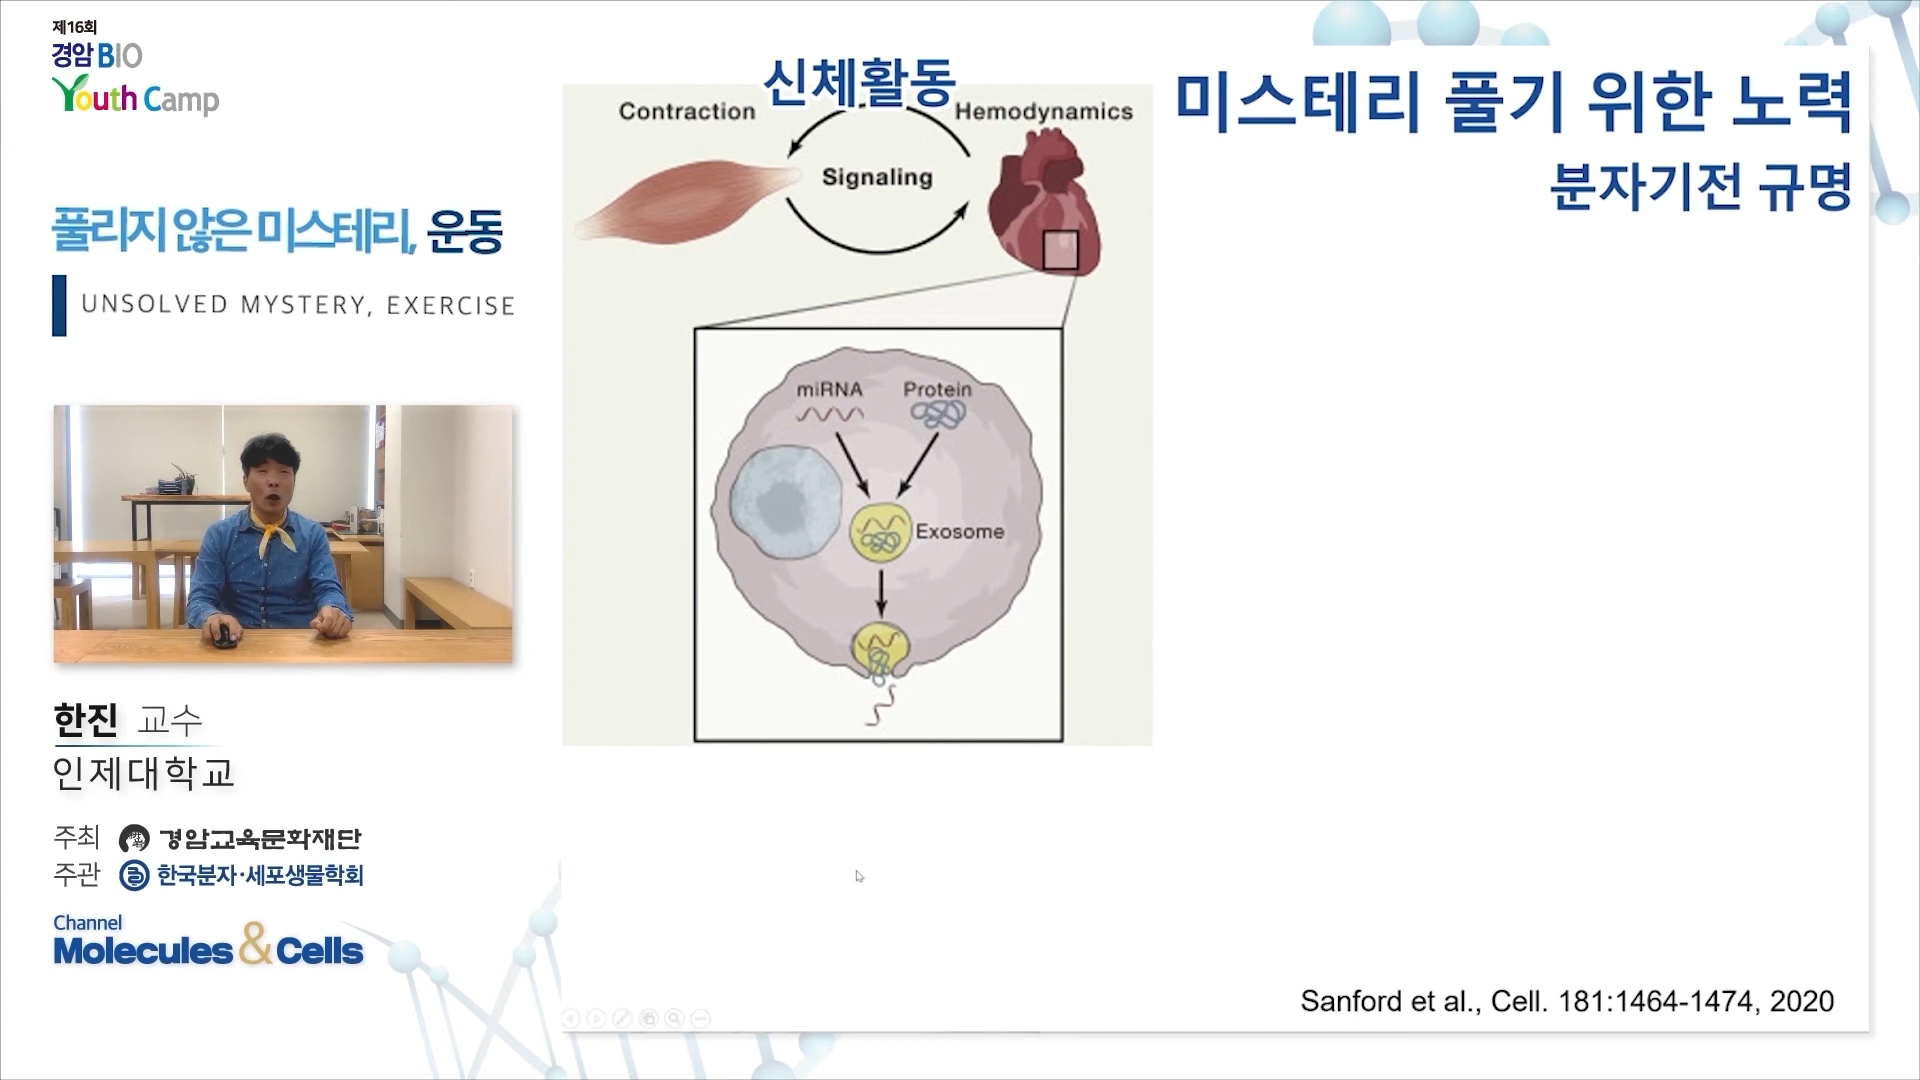 제16회
경암 BIO
Youth Camp
풀리지 않은 미스테리, 운동
UNSOLVED MYSTERY, EXERCISE
한진 교수
인제대학교
주최 경암교육문화재단
주관 한국분자·세포생물학회
Channel
Molecules & Cells
미스테리 풀기 위한 노력
분자기전 규명
신체활동
Contraction
Hemodynamics
Signaling
miRNA
Protein
Exosome
Sanford et al., Cell. 181:1464-1474, 2020